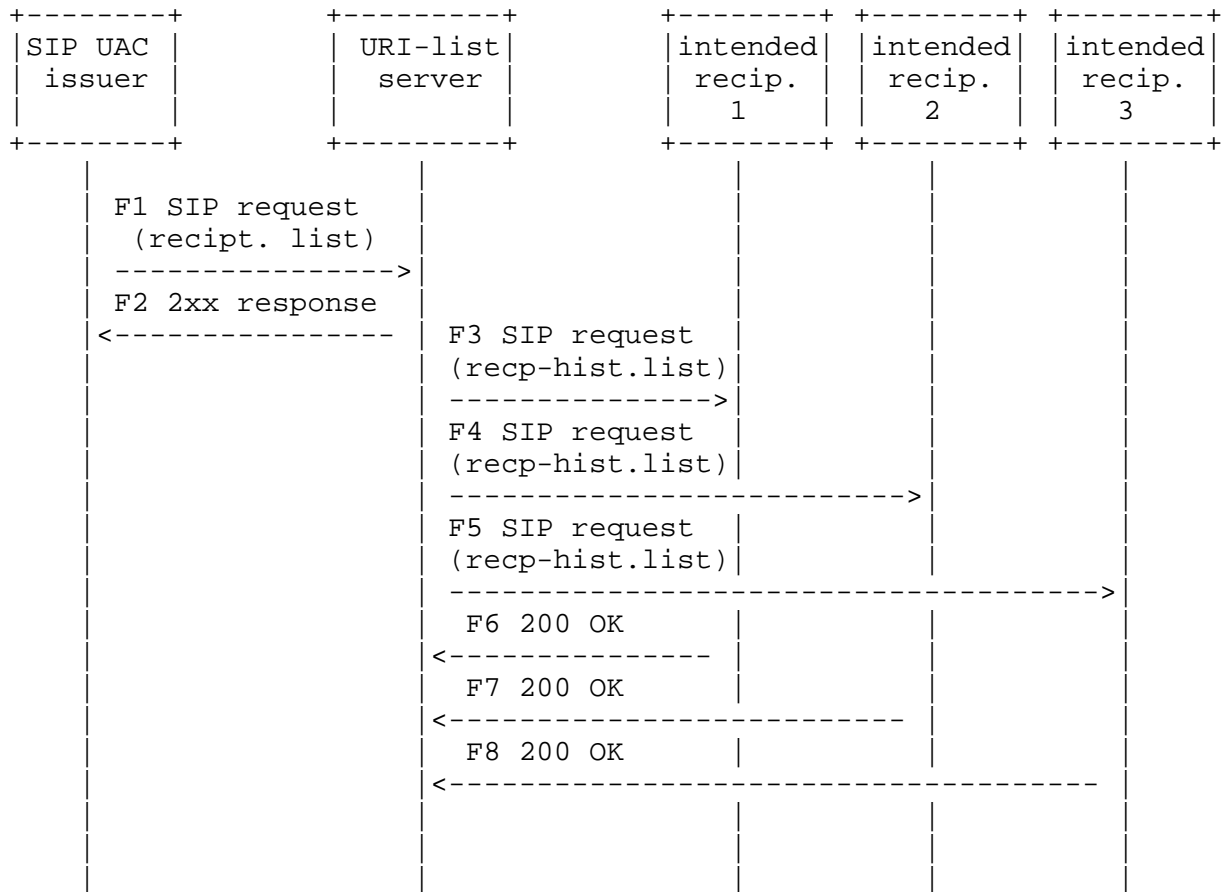 SIP UAC URI-list intended intended intended
issuer server recip. recip. recip.
1 2 3
F1 SIP request
(recipt. list)
F2 2xx response
F3 SIP request
(recp-hist.list)
F4 SIP request
(recp-hist.list)
F5 SIP request
(recp-hist.list)
F6 200 OK
F7 200 OK
F8 200 OK